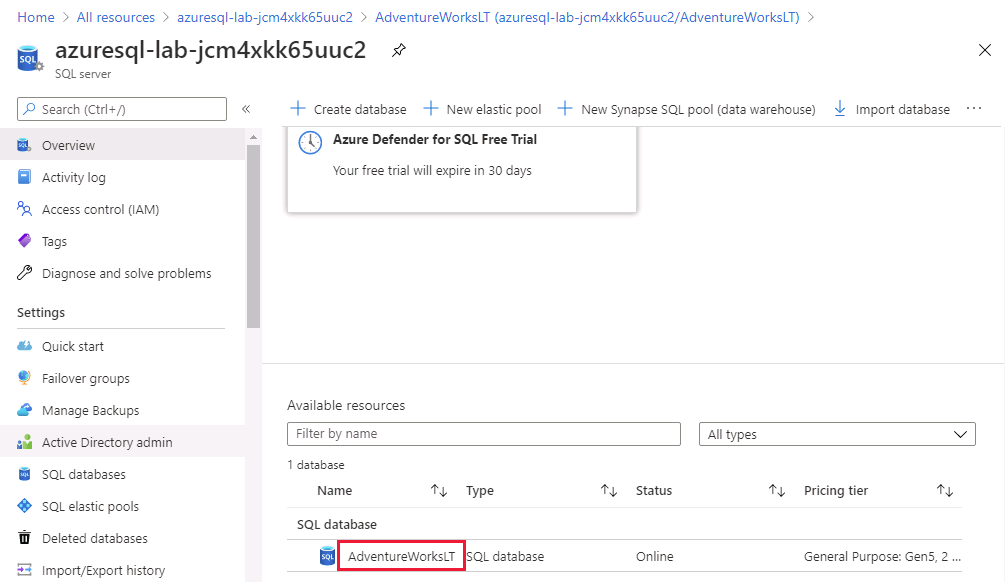 Home > All resources > azuresql-lab-jcm4xkk65uuc2 > AdventureWorksLT (azuresql-lab-jcm4xkk65uuc2/AdventureWorksLT) >
SQL
azuresql-lab-jcm4xkk65uuc2
SQL server
Search (Ctrl+/)
«
Overview
Activity log
Access control (IAM)
Tags
Diagnose and solve problems
Settings
Quick start
Failover groups
Manage Backups
Active Directory admin
SQL databases
SQL elastic pools
Deleted databases
Import/Export history
+ Create database + New elastic pool + New Synapse SQL pool (data warehouse) Import database ...
Azure Defender for SQL Free Trial
Your free trial will expire in 30 days
Available resources
Filter by name All types
1 database
Name Type Status Pricing tier
SQL database
SQL AdventureWorksLT SQL database Online General Purpose: Gen5, 2 ...